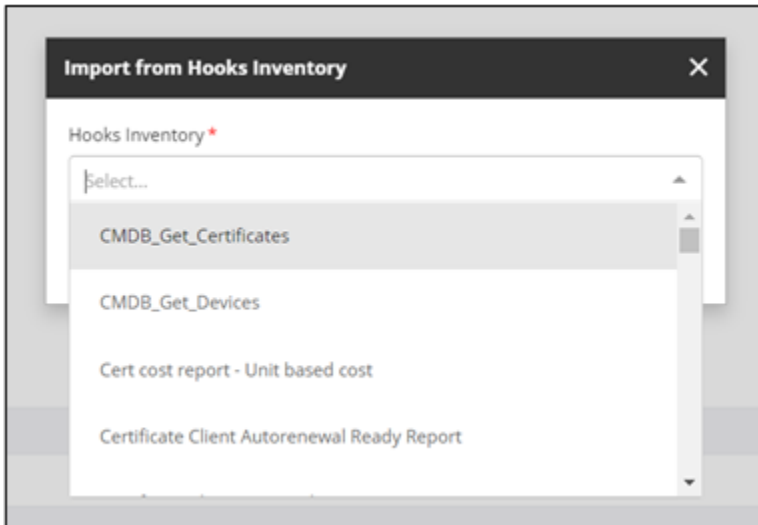 Import from Hooks Inventory
Hooks Inventory *
Select...
CMDB_Get_Certificates
CMDB_Get_Devices
Cert cost report - Unit based cost
Certificate Client Autorenewal Ready Report